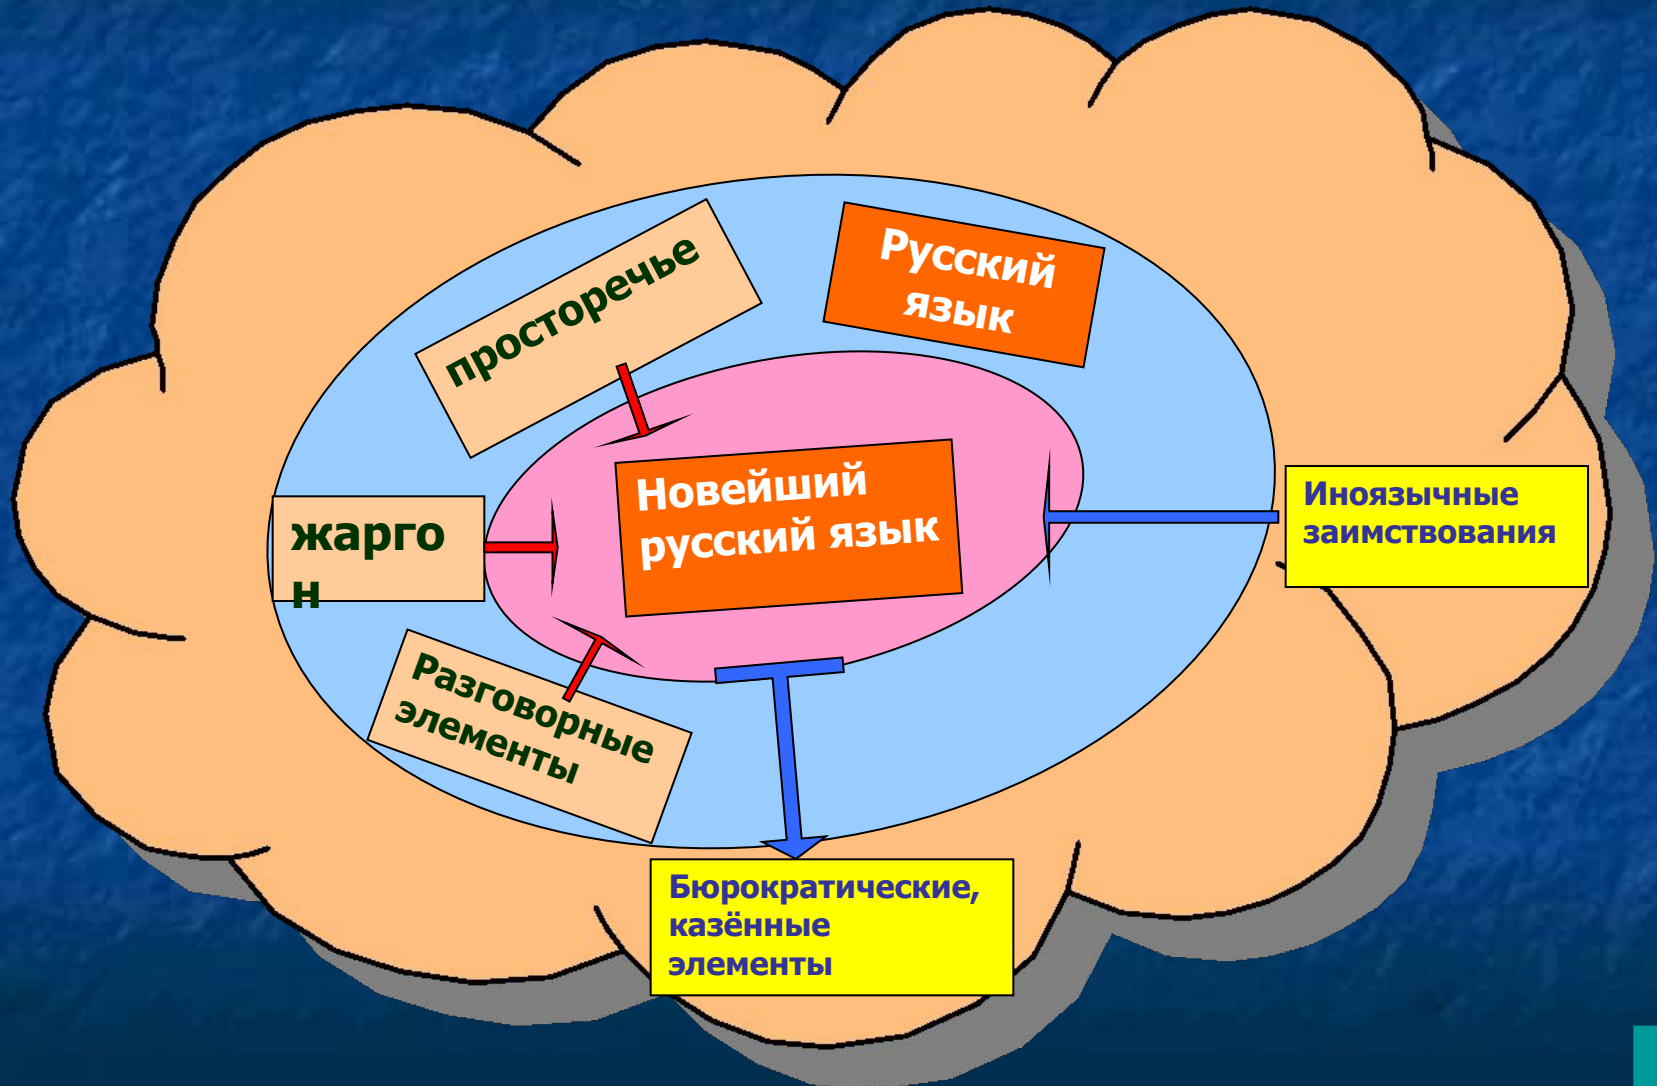 просторечье
Русский
язык
Новейший
русский язык
Иноязычные
заимствования
жарго
н
Разговорные
элементы
Бюрократические,
казённые
элементы